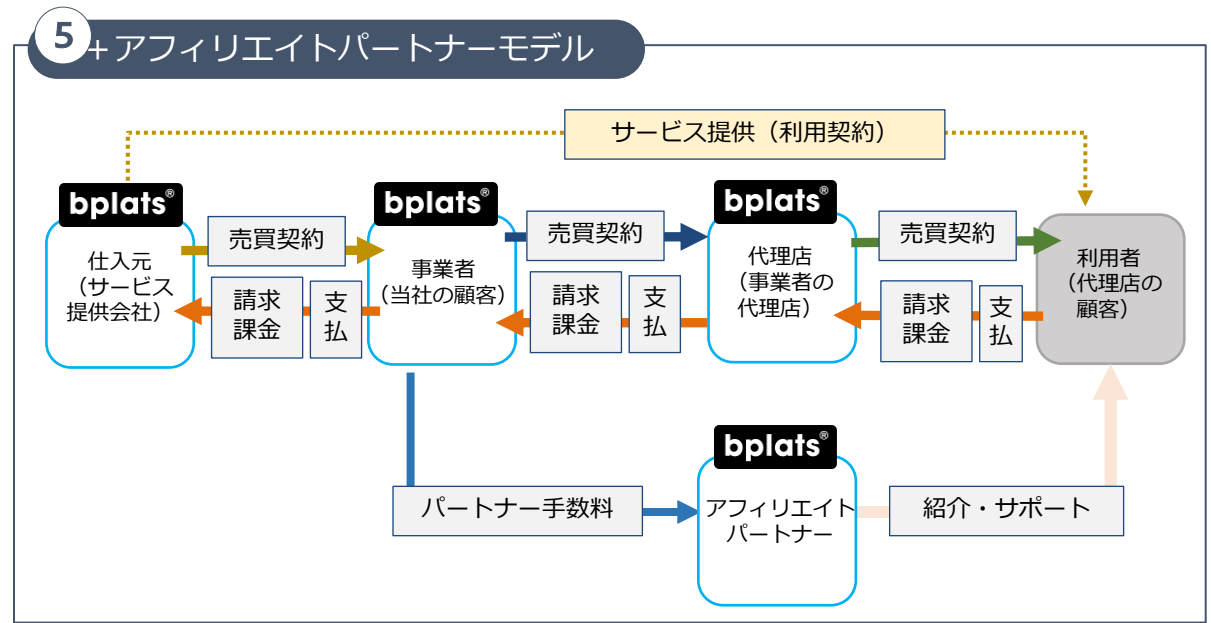 5
+アフィリエイトパートナーモデル
サービス提供（利用契約）
bplats®
仕入元
（サービス
提供会社）
売買契約
請求
課金
支
払
bplats®
事業者
（当社の顧客）
売買契約
請求
課金
支
払
bplats®
代理店
（事業者の
代理店）
売買契約
請求
課金
支
払
利用者
（代理店の
顧客）
パートナー手数料
bplats®
アフィリエイト
パートナー
紹介・サポート